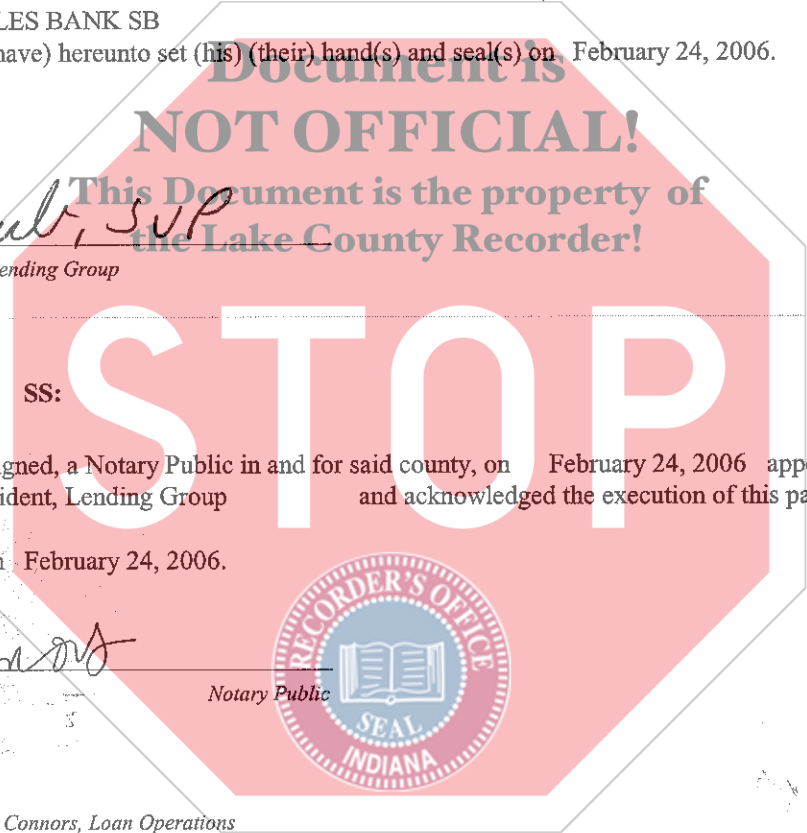 LES BANK SB
have) hereunto set (his) (their) hand(s) and seal(s) on February 24, 2006.
Document is
NOT OFFICIAL!
This Document is the property of
the Lake County Recorder!
, SVP
ending Group
STOP
SS:
igned, a Notary Public in and for said county, on February 24, 2006 appe
ident, Lending Group and acknowledged the execution of this pa
February 24, 2006.
RECORDER'S OFFICE
SEAL
INDIANA
Notary Public
Connors, Loan Operations